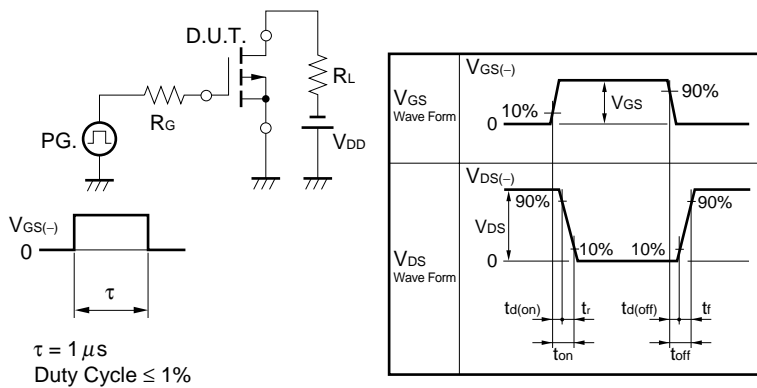 D.U.T.
RL
RG
PG.
VDD
VGS(−)
0
τ
τ = 1 μs
Duty Cycle ≤ 1%
VGS
Wave Form
VGS(−)
10%
VGS
90%
0
VDS
Wave Form
VDS(−)
90%
VDS
10%
10%
90%
0
td(on)
tr
td(off)
tf
ton
toff